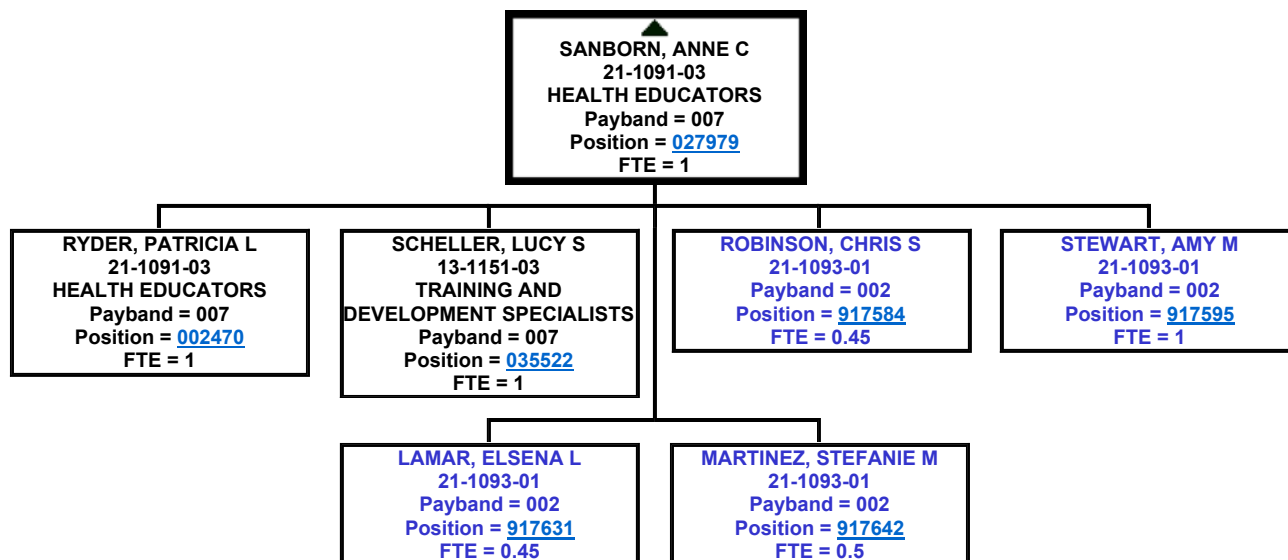 SANBORN, ANNE C
21-1091-03
HEALTH EDUCATORS
Payband = 007
Position = 027979
FTE = 1
RYDER, PATRICIA L
21-1091-03
HEALTH EDUCATORS
Payband = 007
Position = 002470
FTE = 1
SCHELLER, LUCY S
13-1151-03
TRAINING AND
DEVELOPMENT SPECIALISTS
Payband = 007
Position = 035522
FTE = 1
ROBINSON, CHRIS S
21-1093-01
Payband = 002
Position = 917584
FTE = 0.45
STEWART, AMY M
21-1093-01
Payband = 002
Position = 917595
FTE = 1
LAMAR, ELSENA L
21-1093-01
Payband = 002
Position = 917631
FTE = 0.45
MARTINEZ, STEFANIE M
21-1093-01
Payband = 002
Position = 917642
FTE = 0.5